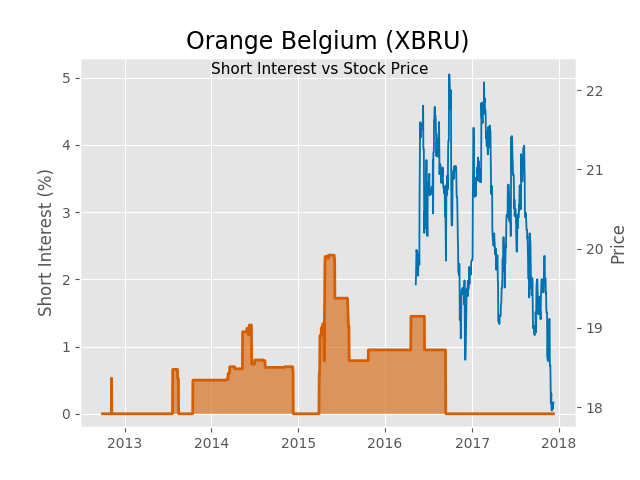 Orange Belgium (XBRU)
Short Interest vs Stock Price
Short Interest (%)
5
4
3
2
1
0
22
21
20
19
18
Price
2013 2014 2015 2016 2017 2018